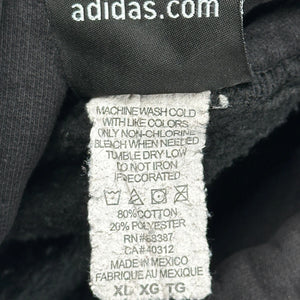 adidas.com
MACHINE WASH COLD
WITH LIKE COLORS
ONLY NON-CHLORINE
BLEACH WHEN NEEDED
TUMBLE DRY LOW
DO NOT IRON
IF DECORATED
80% COTTON
20% POLYESTER
RN#88387
CA#40312
MADE IN MEXICO
FABRIQUE AU MEXIQUE
XL XG TG